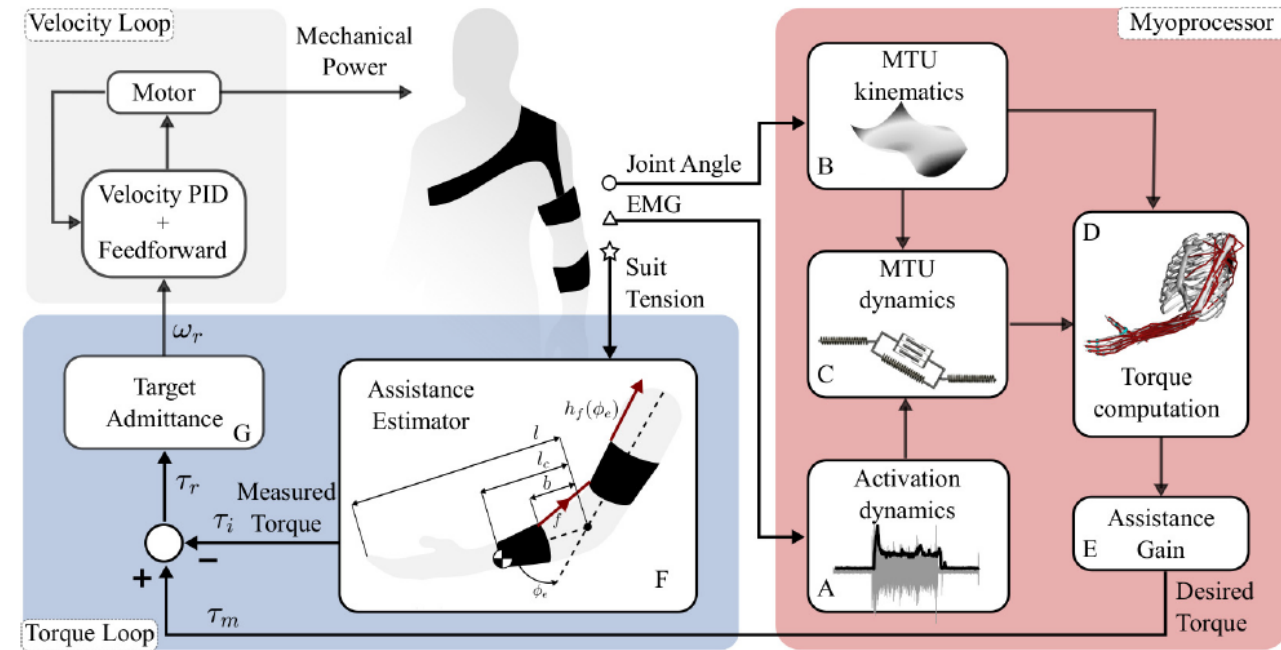 Velocity Loop
Motor
Velocity PID
+
Feedforward
Mechanical
Power
Joint Angle
EMG
Suit
Tension
Myoprocessor
MTU
kinematics
B
MTU
dynamics
C
Activation
dynamics
A
D
Torque
computation
Assistance
Gain
E
Desired
Torque
ω_r
Target
Admittance
G
τ_r
Measured
Torque
τ_i
+
−
τ_m
Torque Loop
Assistance
Estimator
h_f(ϕ_e)
l
l_c
b
f
ϕ_e
F